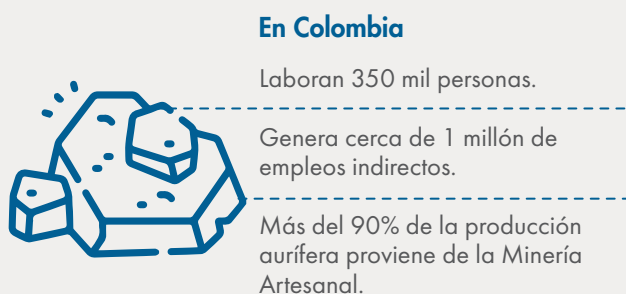 En Colombia
Laboran 350 mil personas.
Genera cerca de 1 millón de
empleos indirectos.
Más del 90% de la producción
aurífera proviene de la Minería
Artesanal.